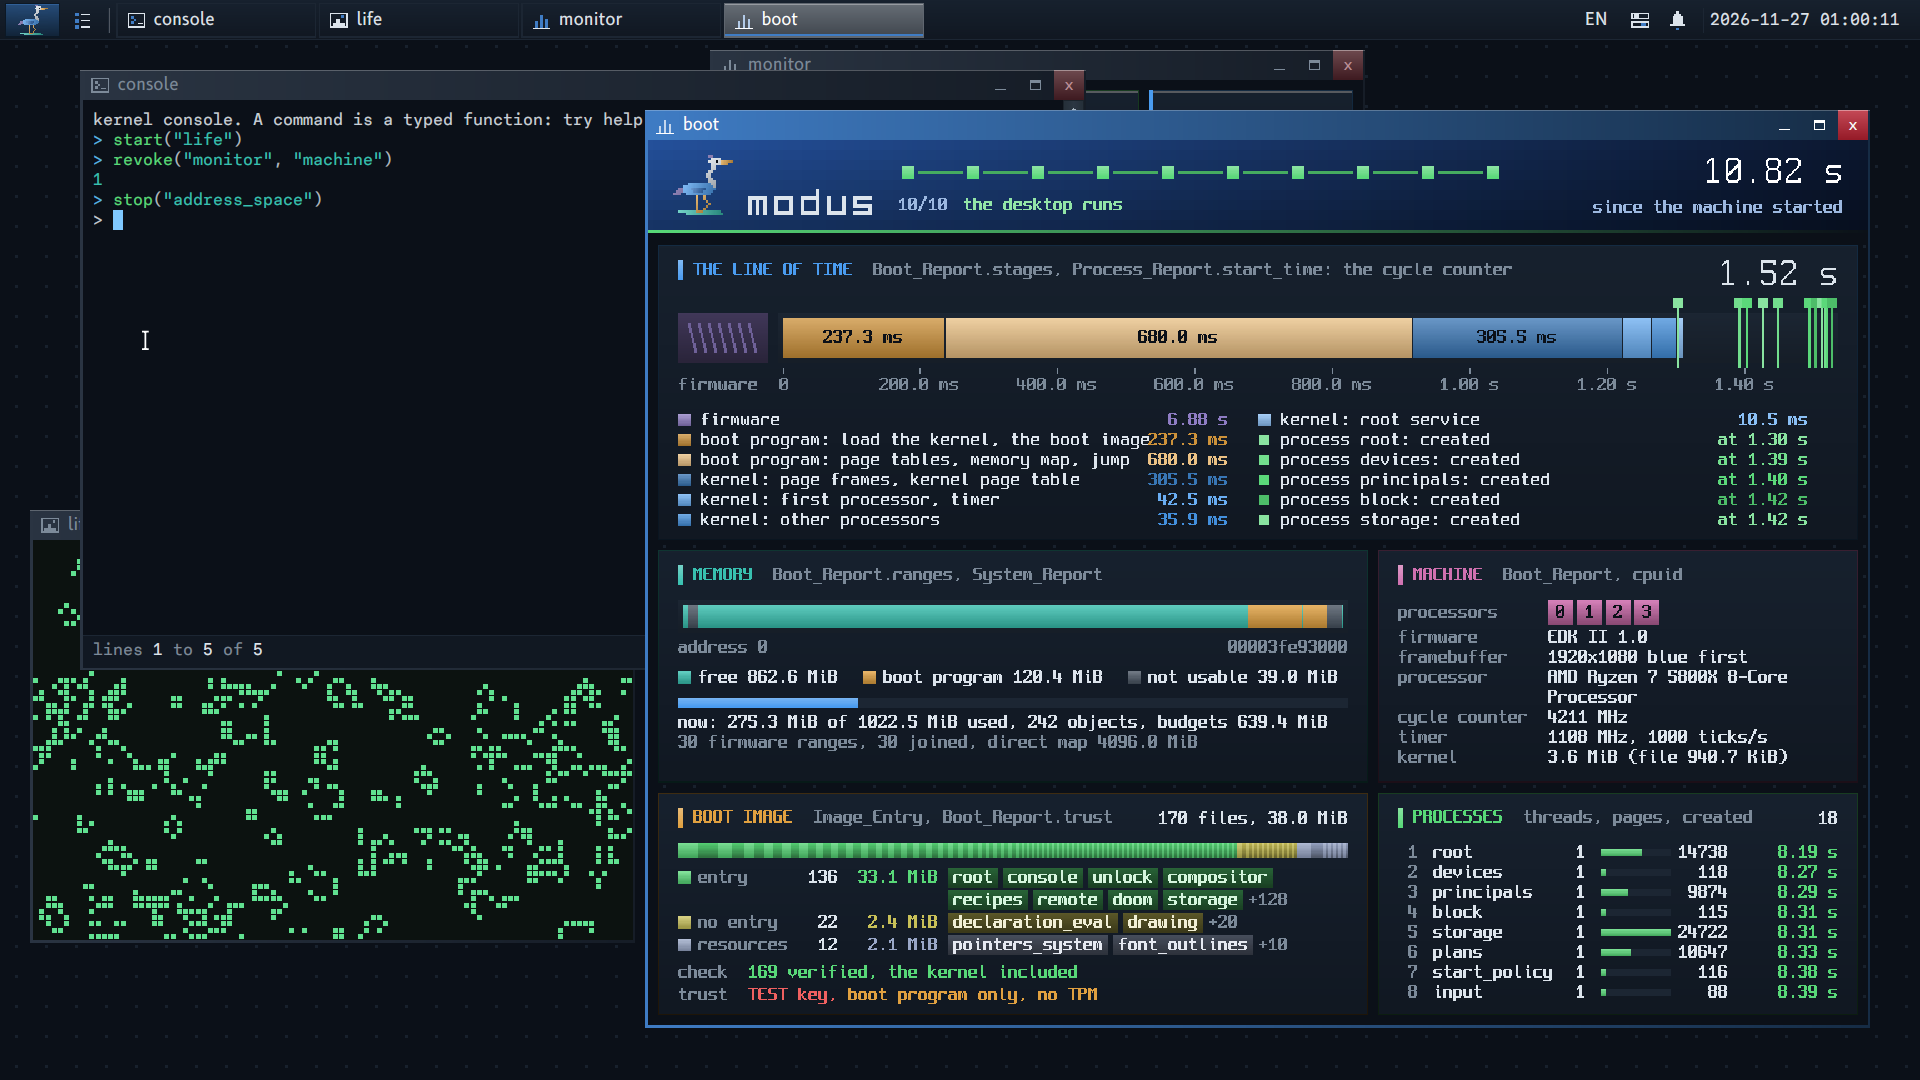 console
life
monitor
boot
EN
2026-11-27 01:00:11
monitor
console
kernel console. A command is a typed function: try help
> start("life")
> revoke("monitor", "machine")
1
> stop("address_space")
>
lines 1 to 5 of 5
boot
modus
10/10 the desktop runs
10.82 s
since the machine started
THE LINE OF TIME Boot_Report.stages, Process_Report.start_time: the cycle counter
1.52 s
237.3 ms
680.0 ms
305.5 ms
firmware 0 200.0 ms 400.0 ms 600.0 ms 800.0 ms 1.00 s 1.20 s 1.40 s
firmware 6.88 s
boot program: load the kernel, the boot image 237.3 ms
boot program: page tables, memory map, jump 680.0 ms
kernel: page frames, kernel page table 305.5 ms
kernel: first processor, timer 42.5 ms
kernel: other processors 35.9 ms
kernel: root service 10.5 ms
process root: created at 1.30 s
process devices: created at 1.39 s
process principals: created at 1.40 s
process block: created at 1.42 s
process storage: created at 1.42 s
MEMORY Boot_Report.ranges, System_Report
address 0 00003fe93000
free 862.6 MiB boot program 120.4 MiB not usable 39.0 MiB
now: 275.3 MiB of 1022.5 MiB used, 242 objects, budgets 639.4 MiB
30 firmware ranges, 30 joined, direct map 4096.0 MiB
MACHINE Boot_Report, cpuid
processors 0 1 2 3
firmware EDK II 1.0
framebuffer 1920x1080 blue first
processor AMD Ryzen 7 5800X 8-Core
Processor
cycle counter 4211 MHz
timer 1108 MHz, 1000 ticks/s
kernel 3.6 MiB (file 940.7 KiB)
BOOT IMAGE Image_Entry, Boot_Report.trust 170 files, 38.0 MiB
entry 136 33.1 MiB root console unlock compositor
recipes remote doom storage +128
no entry 22 2.4 MiB declaration_eval drawing +20
resources 12 2.1 MiB pointers_system font_outlines +10
check 169 verified, the kernel included
trust TEST key, boot program only, no TPM
PROCESSES threads, pages, created 18
1 root 1 14738 8.19 s
2 devices 1 118 8.27 s
3 principals 1 9874 8.29 s
4 block 1 115 8.31 s
5 storage 1 24722 8.31 s
6 plans 1 10647 8.33 s
7 start_policy 1 116 8.38 s
8 input 1 88 8.39 s